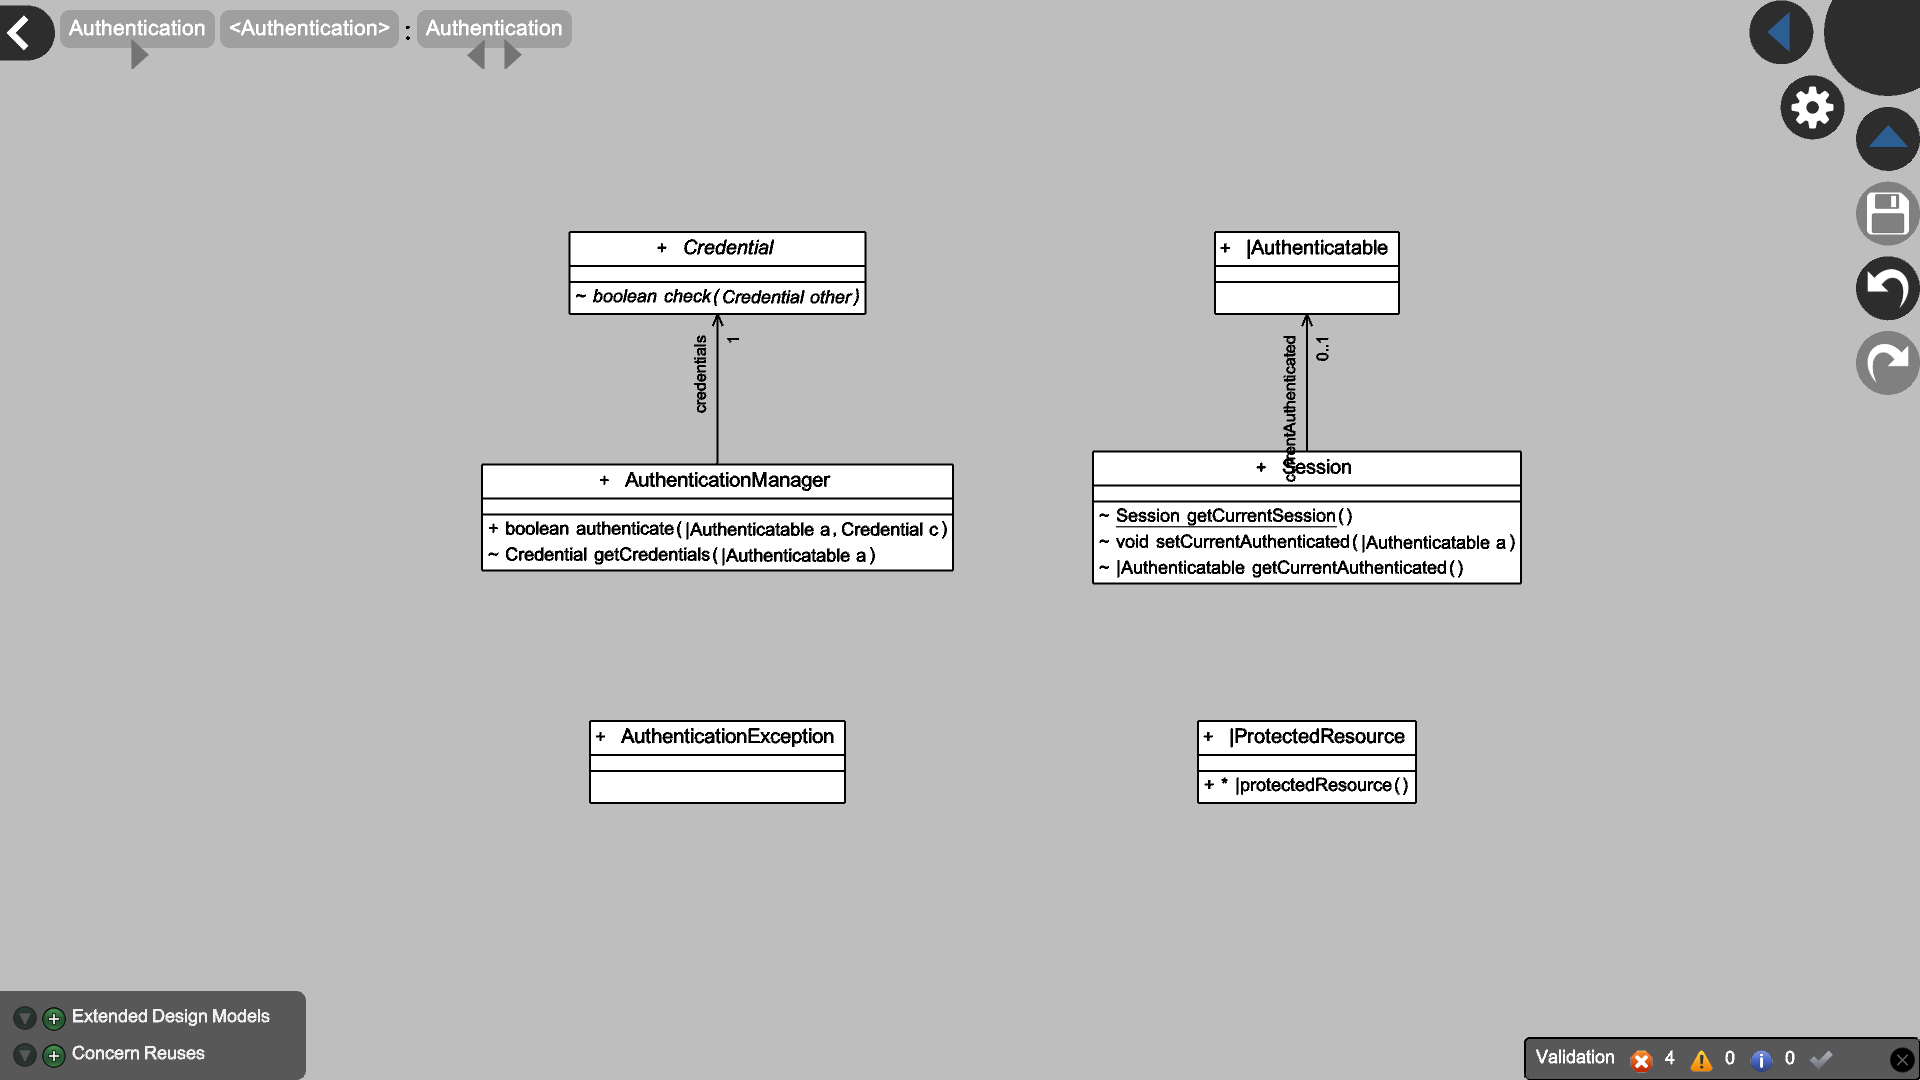 Authentication <Authentication> : Authentication
+ Credential
~ boolean check(Credential other)
+ |Authenticatable
credentials
1
currentAuthenticated
0..1
+ AuthenticationManager
+ boolean authenticate(|Authenticatable a, Credential c)
~ Credential getCredentials(|Authenticatable a)
+ Session
~ Session getCurrentSession()
~ void setCurrentAuthenticated(|Authenticatable a)
~ |Authenticatable getCurrentAuthenticated()
+ AuthenticationException
+ |ProtectedResource
+ * |protectedResource()
Extended Design Models
Concern Reuses
Validation 4 0 0